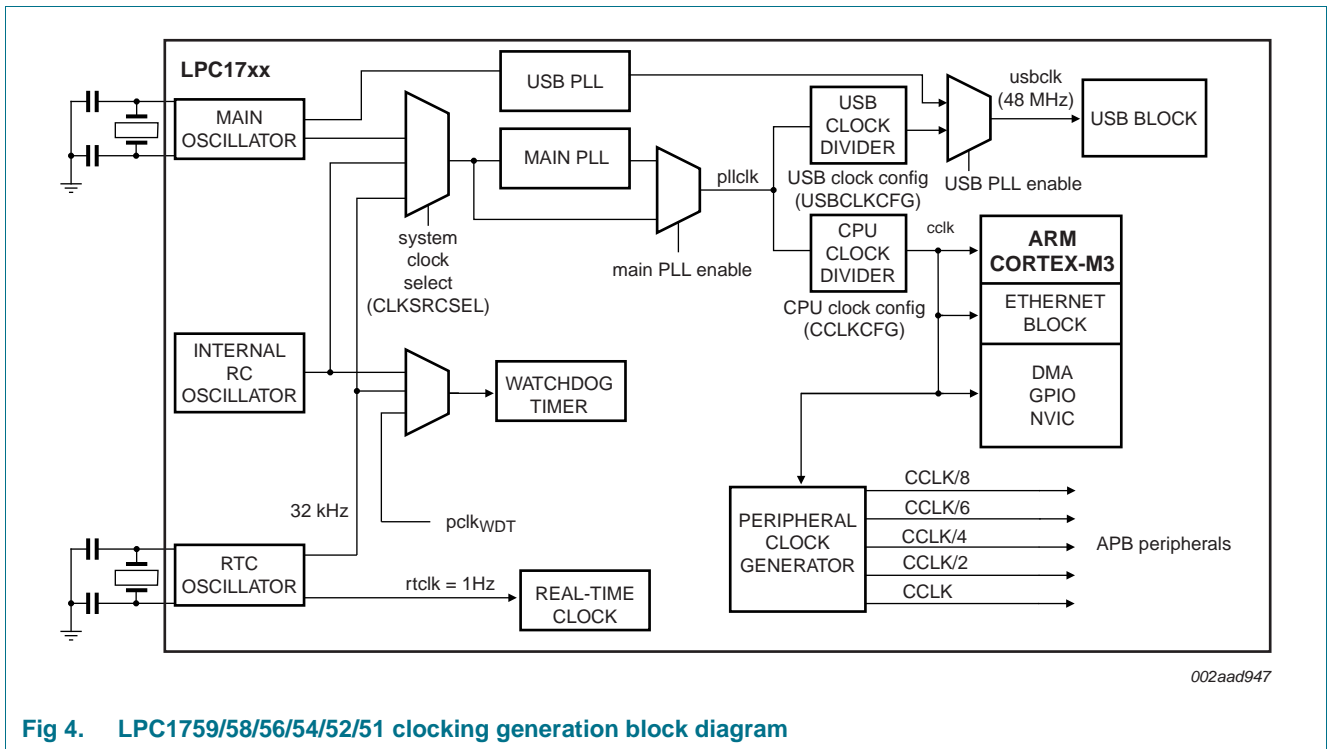 LPC17xx
MAIN
OSCILLATOR
USB PLL
MAIN PLL
system
clock
select
(CLKSRCSEL)
main PLL enable
pllclk
USB
CLOCK
DIVIDER
USB clock config
(USBCLKCFG)
CPU
CLOCK
DIVIDER
CPU clock config
(CCLKCFG)
usbclk
(48 MHz)
USB BLOCK
USB PLL enable
cclk
ARM
CORTEX-M3
ETHERNET
BLOCK
DMA
GPIO
NVIC
INTERNAL
RC
OSCILLATOR
WATCHDOG
TIMER
32 kHz
pclkWDT
RTC
OSCILLATOR
rtclk = 1Hz
REAL-TIME
CLOCK
PERIPHERAL
CLOCK
GENERATOR
CCLK/8
CCLK/6
CCLK/4
CCLK/2
CCLK
APB peripherals
002aad947
Fig 4. LPC1759/58/56/54/52/51 clocking generation block diagram